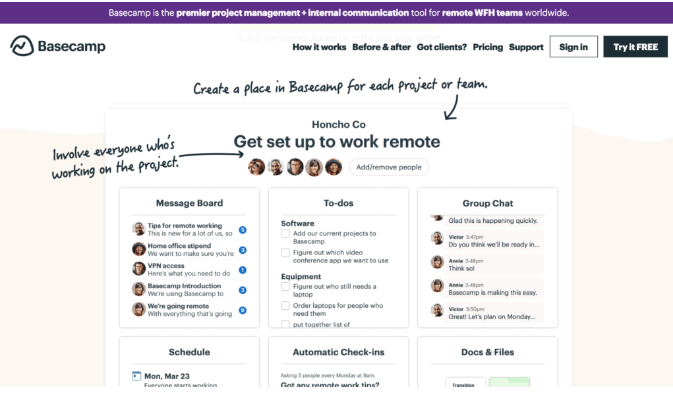 Basecamp is the premier project management + internal communication tool for remote WFH teams worldwide.
Basecamp
How it works Before & after Got clients? Pricing Support Sign in Try it FREE
Create a place in Basecamp for each project or team.
Honcho Co
Get set up to work remote
Involve everyone who's
working on the project.
Add/remove people
Message Board
Tips for remote working
This is new for a lot of us, so
5
Home office stipend
We want to make sure you're
3
VPN access
Here's what you need to do
1
Basecamp Introduction
We're using Basecamp to
We're going remote
With everything that's going
To-dos
Software
Add our current projects to
Basecamp
Figure out which video
conference app we want to use
Equipment
Figure out who still needs a
laptop
Order laptops for people who
need them
put together list of
Group Chat
Glad this is happening quickly.
Victor 3:47pm
Do you think we'll be ready in...
Annie 3:48pm
Think so!
Annie 3:48pm
Basecamp is making this easy.
Victor 3:50pm
Great! Let's plan on Monday...
Schedule
Mon, Mar 23
Everyone starts working
Automatic Check-ins
Asking 5 people every Monday at 9am.
Got any remote work tips?
Docs & Files
Transition